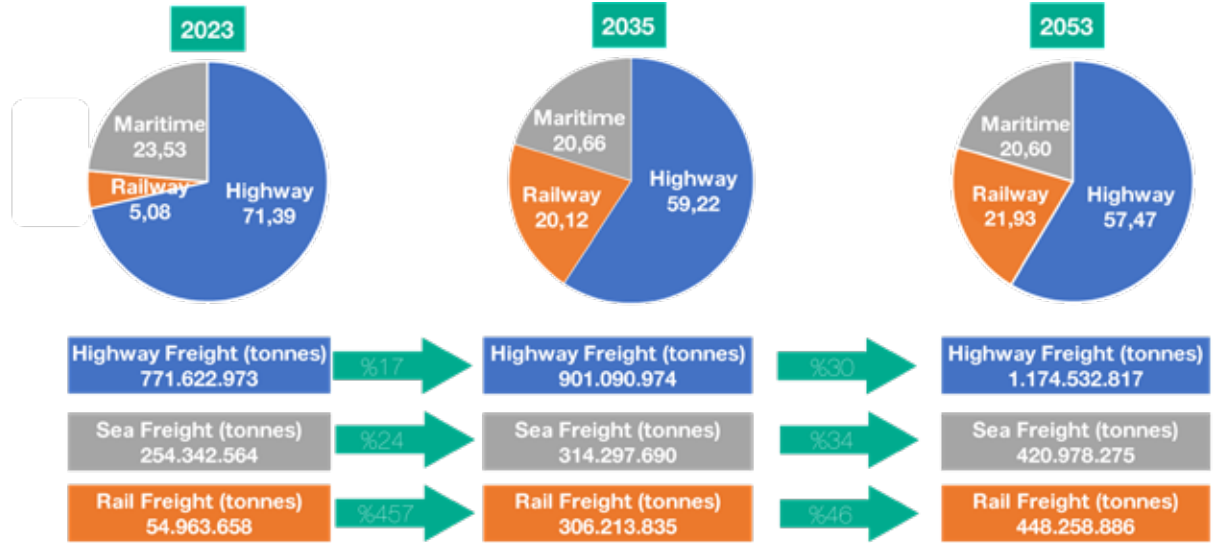 2023
2035
2053
Maritime
23,53
Railway
5,08
Highway
71,39
Maritime
20,66
Railway
20,12
Highway
59,22
Maritime
20,60
Railway
21,93
Highway
57,47
Highway Freight (tonnes)
771.622.973
%17
Highway Freight (tonnes)
901.090.974
%30
Highway Freight (tonnes)
1.174.532.817
Sea Freight (tonnes)
254.342.564
%24
Sea Freight (tonnes)
314.297.690
%34
Sea Freight (tonnes)
420.978.275
Rail Freight (tonnes)
54.963.658
%457
Rail Freight (tonnes)
306.213.835
%46
Rail Freight (tonnes)
448.258.886